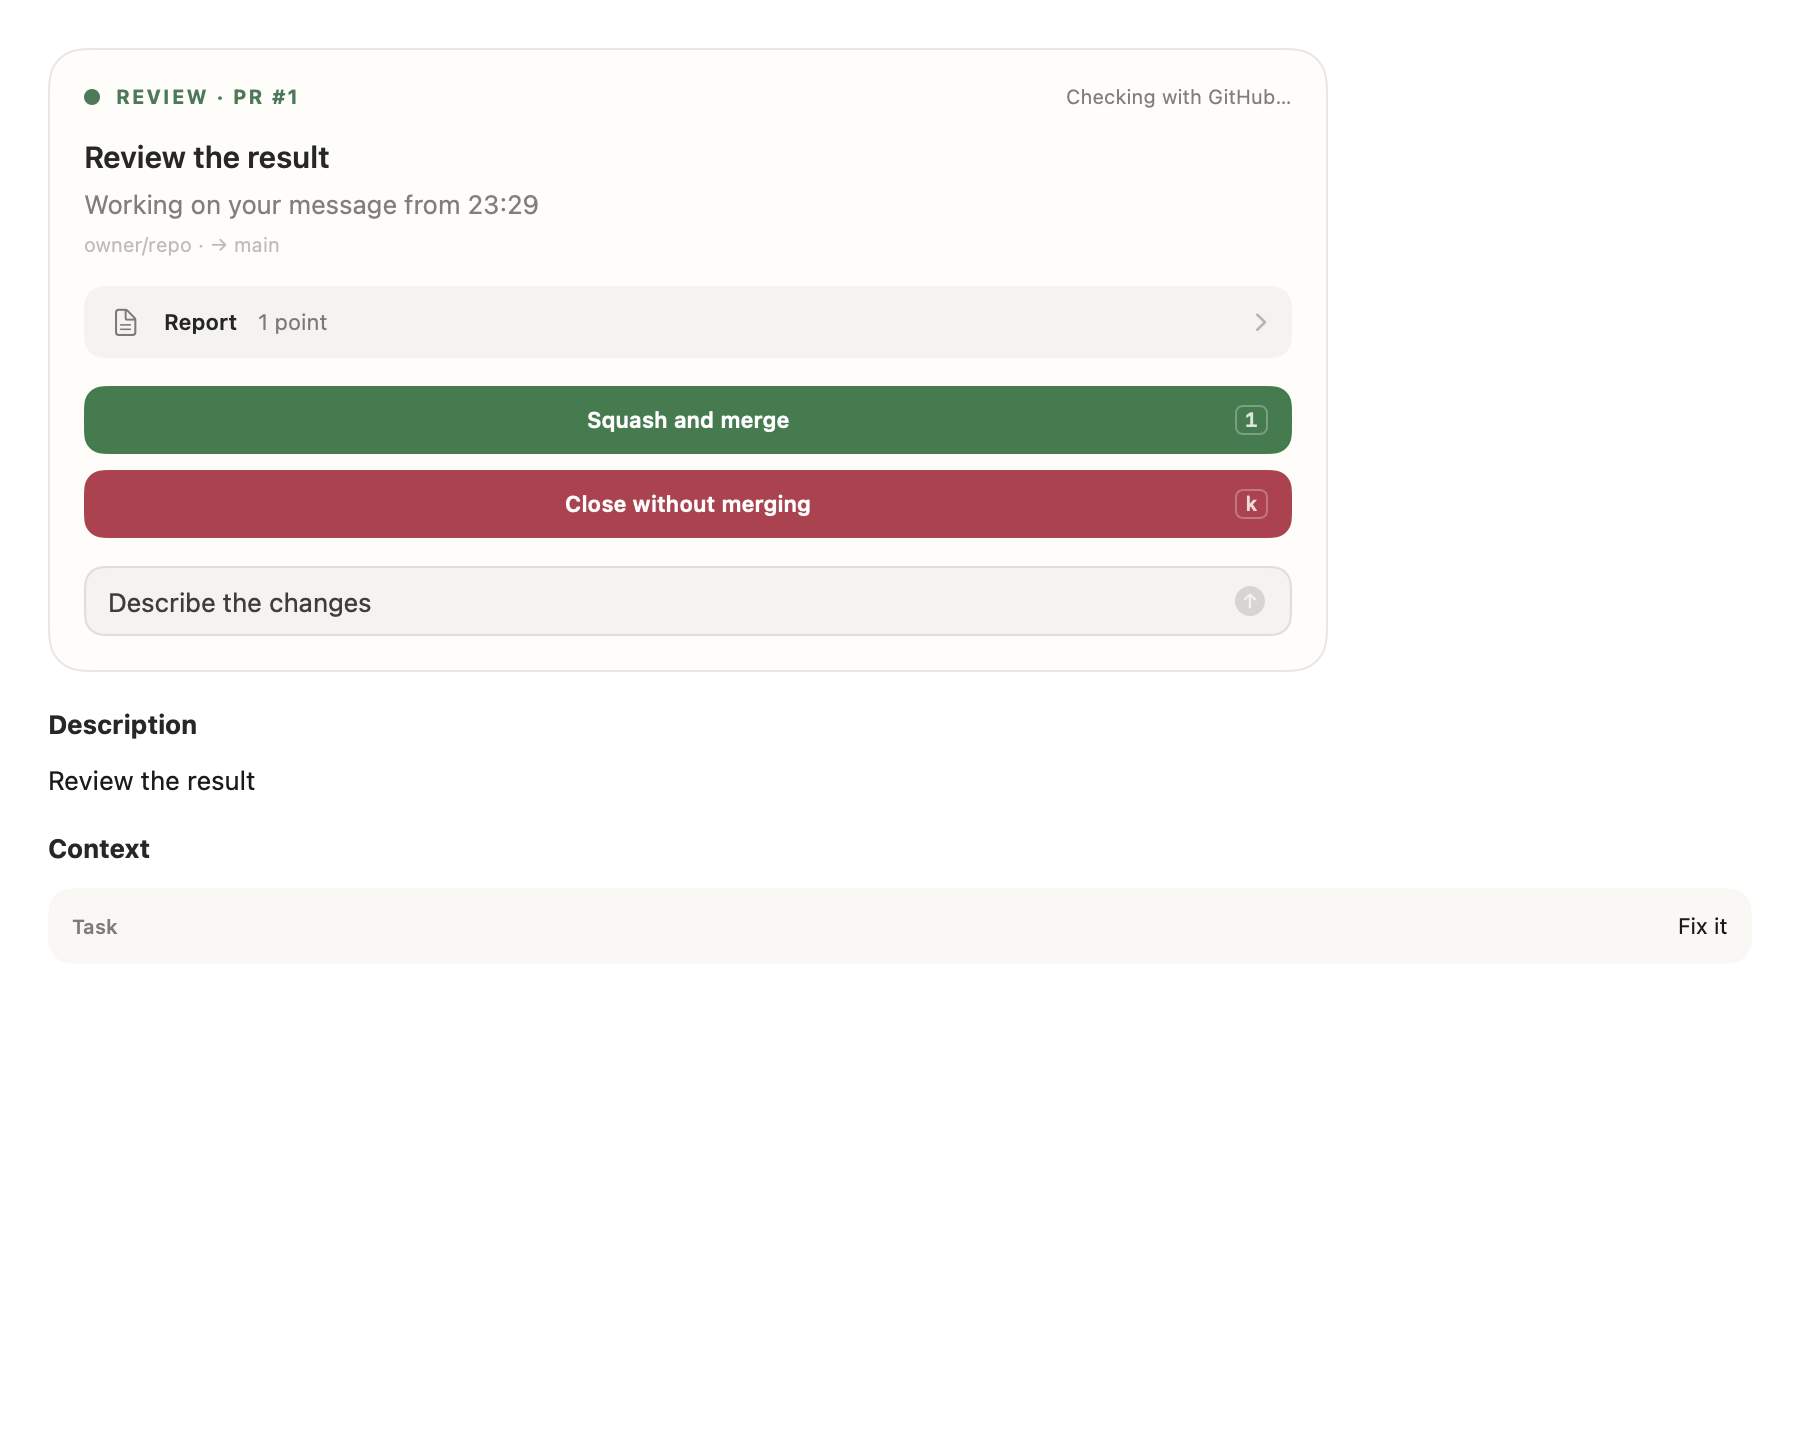 REVIEW · PR #1
Checking with GitHub...
Review the result
Working on your message from 23:29
owner/repo · → main
Report 1 point
Squash and merge 1
Close without merging k
Describe the changes
Description
Review the result
Context
Task Fix it